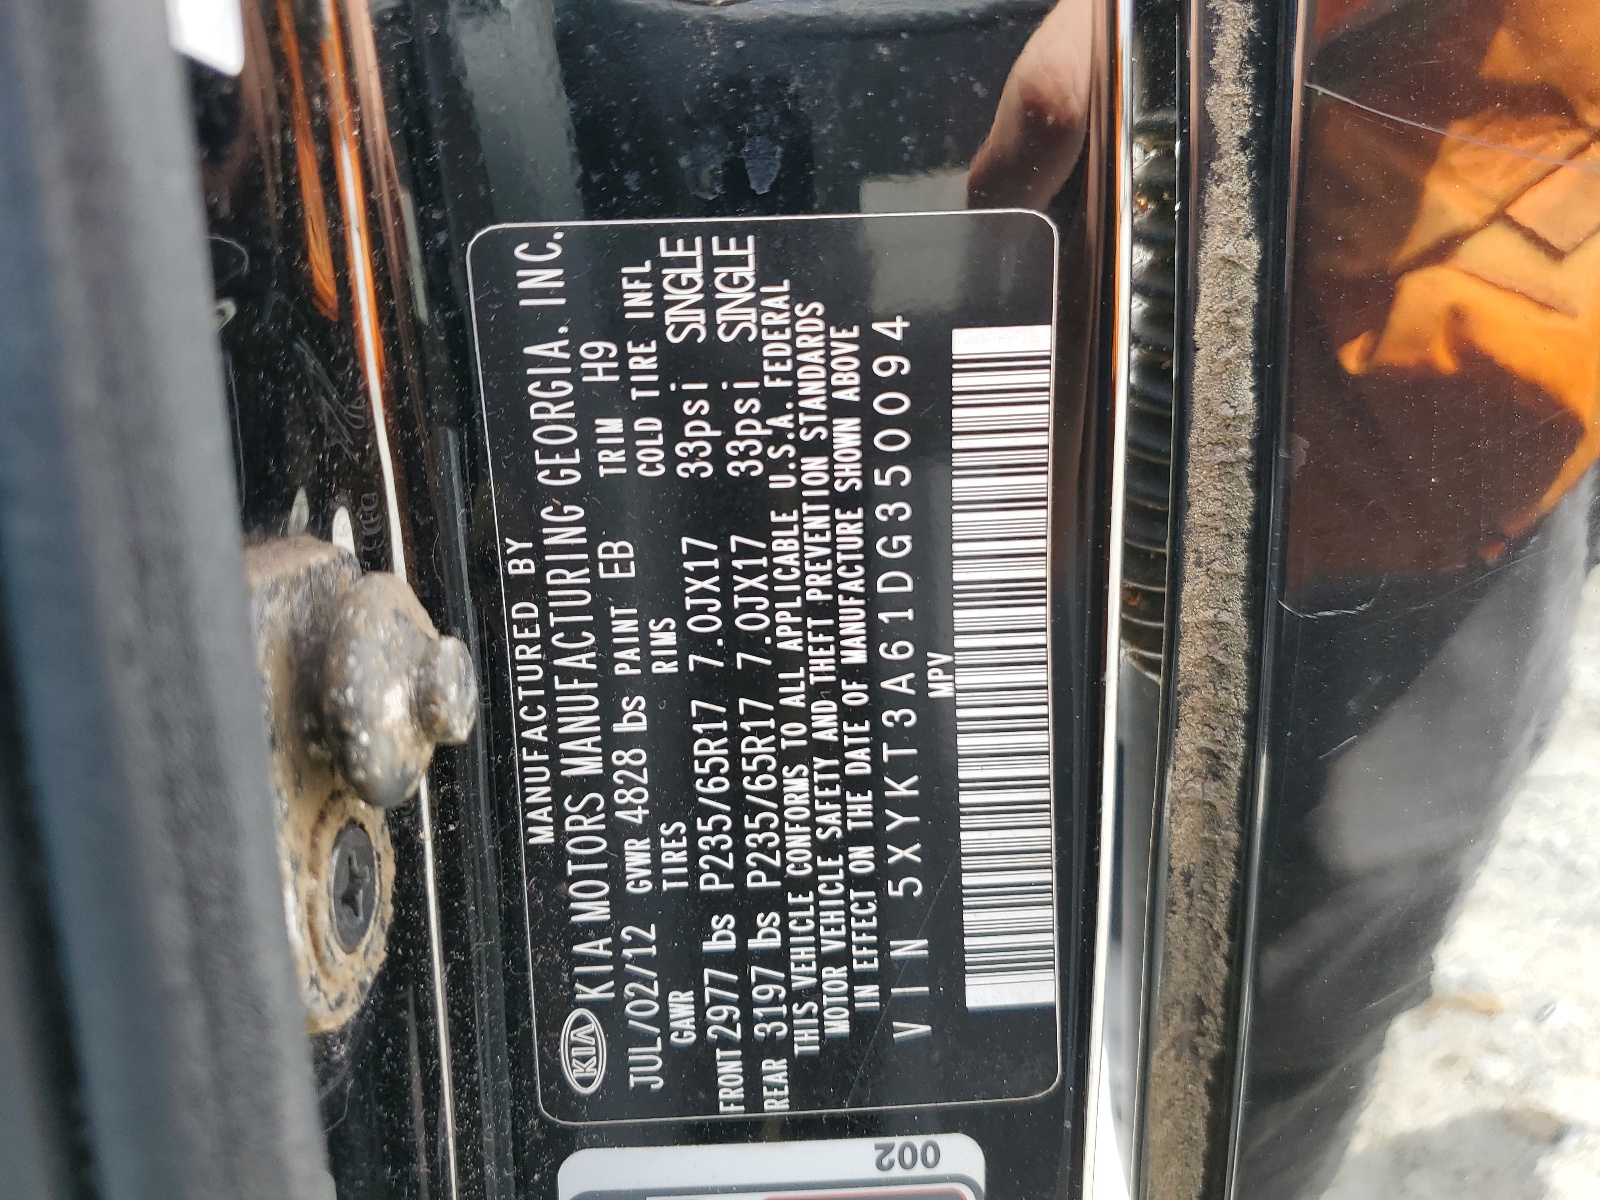 MANUFACTURED BY
KIA KIA MOTORS MANUFACTURING GEORGIA, INC.
JUL/02/12 GVWR 4828 lbs PAINT EB TRIM H9
GAWR TIRES RIMS COLD TIRE INFL
FRONT 2977 lbs P235/65R17 7.0JX17 33psi SINGLE
REAR 3197 lbs P235/65R17 7.0JX17 33psi SINGLE
THIS VEHICLE CONFORMS TO ALL APPLICABLE U.S.A. FEDERAL
MOTOR VEHICLE SAFETY AND THEFT PREVENTION STANDARDS
IN EFFECT ON THE DATE OF MANUFACTURE SHOWN ABOVE
VIN 5XYKT3A61DG350094
MPV
002